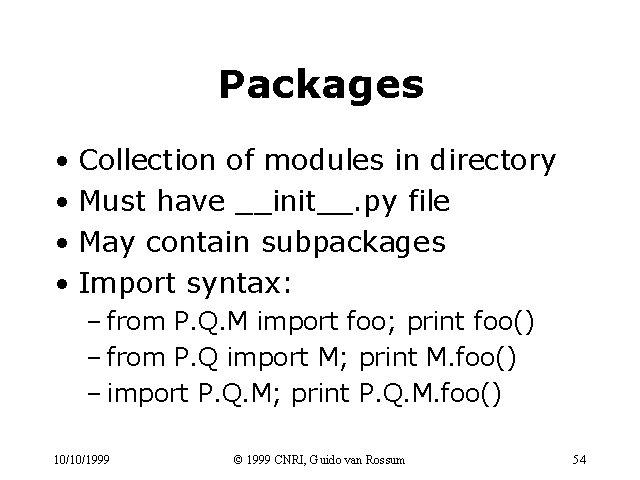 Packages
• Collection of modules in directory
• Must have __init__.py file
• May contain subpackages
• Import syntax:
– from P.Q.M import foo; print foo()
– from P.Q import M; print M.foo()
– import P.Q.M; print P.Q.M.foo()
10/10/1999 © 1999 CNRI, Guido van Rossum 54